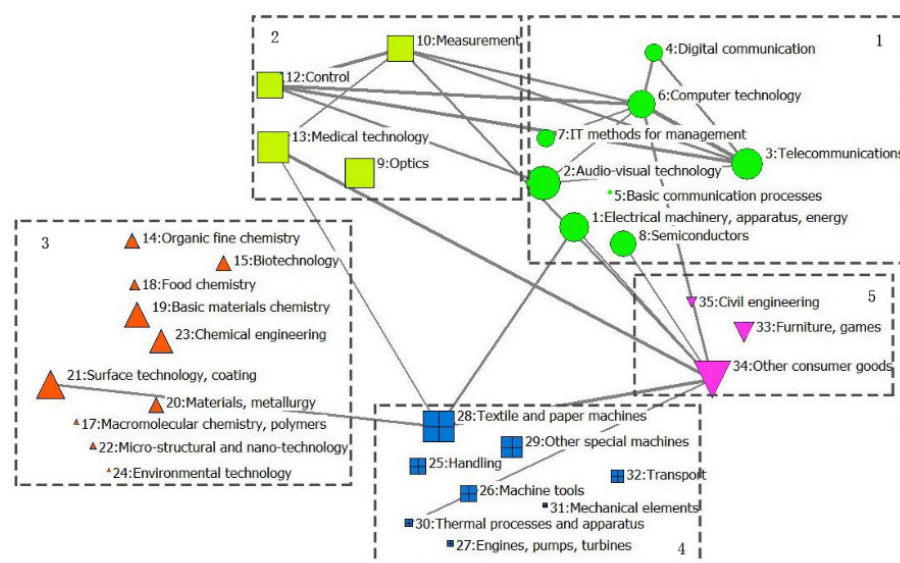 2
10:Measurement
12:Control
13:Medical technology
9:Optics
1
4:Digital communication
6:Computer technology
7:IT methods for management
3:Telecommunications
2:Audio-visual technology
5:Basic communication processes
1:Electrical machinery, apparatus, energy
8:Semiconductors
3
14:Organic fine chemistry
15:Biotechnology
18:Food chemistry
19:Basic materials chemistry
23:Chemical engineering
21:Surface technology, coating
20:Materials, metallurgy
17:Macromolecular chemistry, polymers
22:Micro-structural and nano-technology
24:Environmental technology
5
35:Civil engineering
33:Furniture, games
34:Other consumer goods
28:Textile and paper machines
29:Other special machines
25:Handling
32:Transport
26:Machine tools
31:Mechanical elements
30:Thermal processes and apparatus
27:Engines, pumps, turbines
4